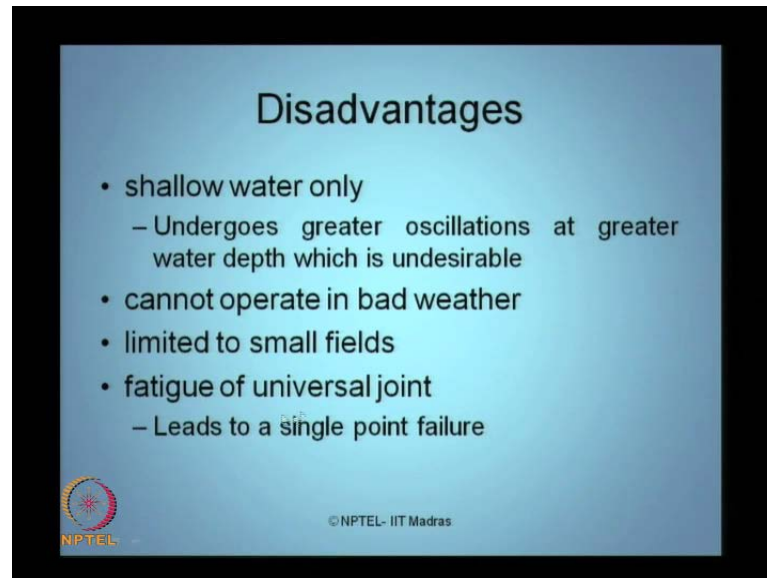 Disadvantages
• shallow water only
– Undergoes greater oscillations at greater
water depth which is undesirable
• cannot operate in bad weather
• limited to small fields
• fatigue of universal joint
– Leads to a single point failure
NPTEL
© NPTEL- IIT Madras